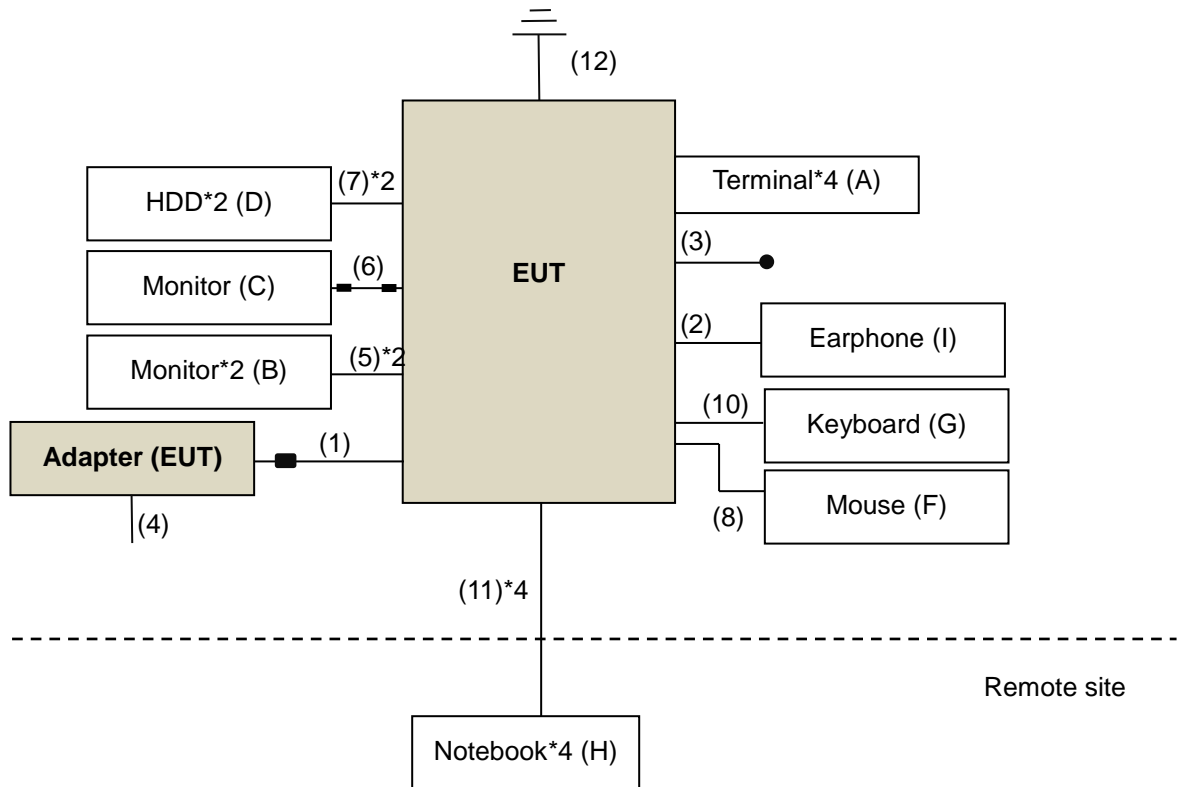 (12)
HDD*2 (D)
(7)*2
Terminal*4 (A)
(3)
Monitor (C)
(6)
EUT
(2)
Earphone (I)
Monitor*2 (B)
(5)*2
(10)
Keyboard (G)
Adapter (EUT)
(1)
Mouse (F)
(8)
(4)
(11)*4
Remote site
Notebook*4 (H)